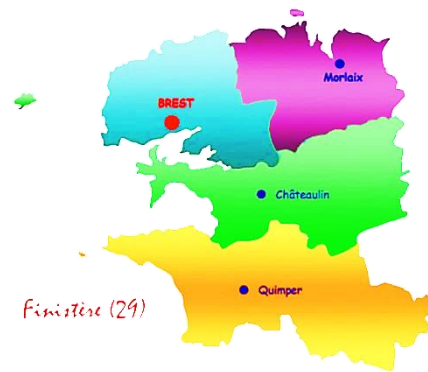 Morlaix
BREST
Châteaulin
Quimper
Finistère (29)